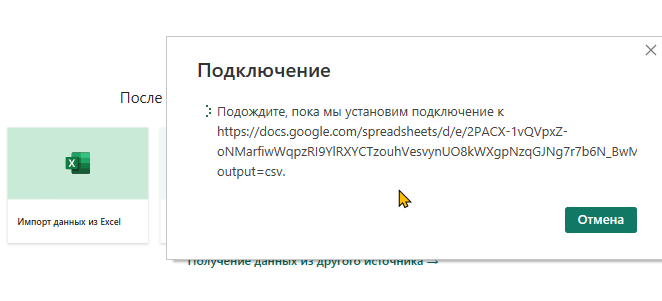 Подключение
После
Подождите, пока мы установим подключение к
https://docs.google.com/spreadsheets/d/e/2PACX-1vQVpxZ-
oNMarfiwWqpzRI9YlRXYCTzouhVesvynUO8kWXgpNzqGJNg7r7b6N_BwM
output=csv.
Импорт данных из Excel
Отмена
Получение данных из другого источника →